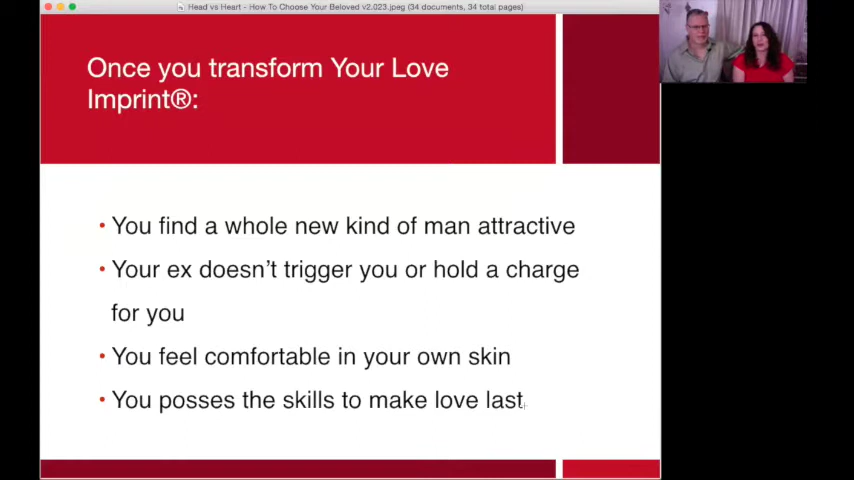 Head vs Heart - How To Choose Your Beloved v2.023.jpeg (34 documents, 34 total pages)
Once you transform Your Love
Imprint®:
• You find a whole new kind of man attractive
• Your ex doesn't trigger you or hold a charge
for you
• You feel comfortable in your own skin
• You posses the skills to make love last